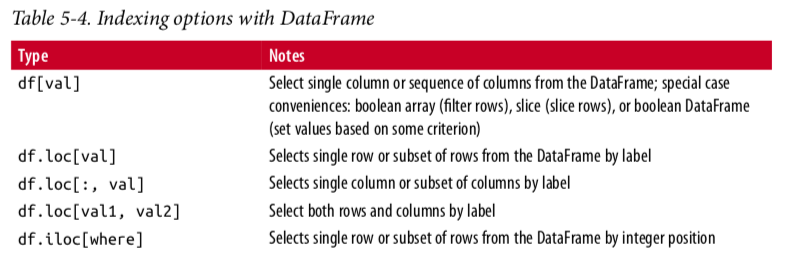 Table 5-4. Indexing options with DataFrame
Type Notes
df[val] Select single column or sequence of columns from the DataFrame; special case
conveniences: boolean array (filter rows), slice (slice rows), or boolean DataFrame
(set values based on some criterion)
df.loc[val] Selects single row or subset of rows from the DataFrame by label
df.loc[:, val] Selects single column or subset of columns by label
df.loc[val1, val2] Select both rows and columns by label
df.iloc[where] Selects single row or subset of rows from the DataFrame by integer position